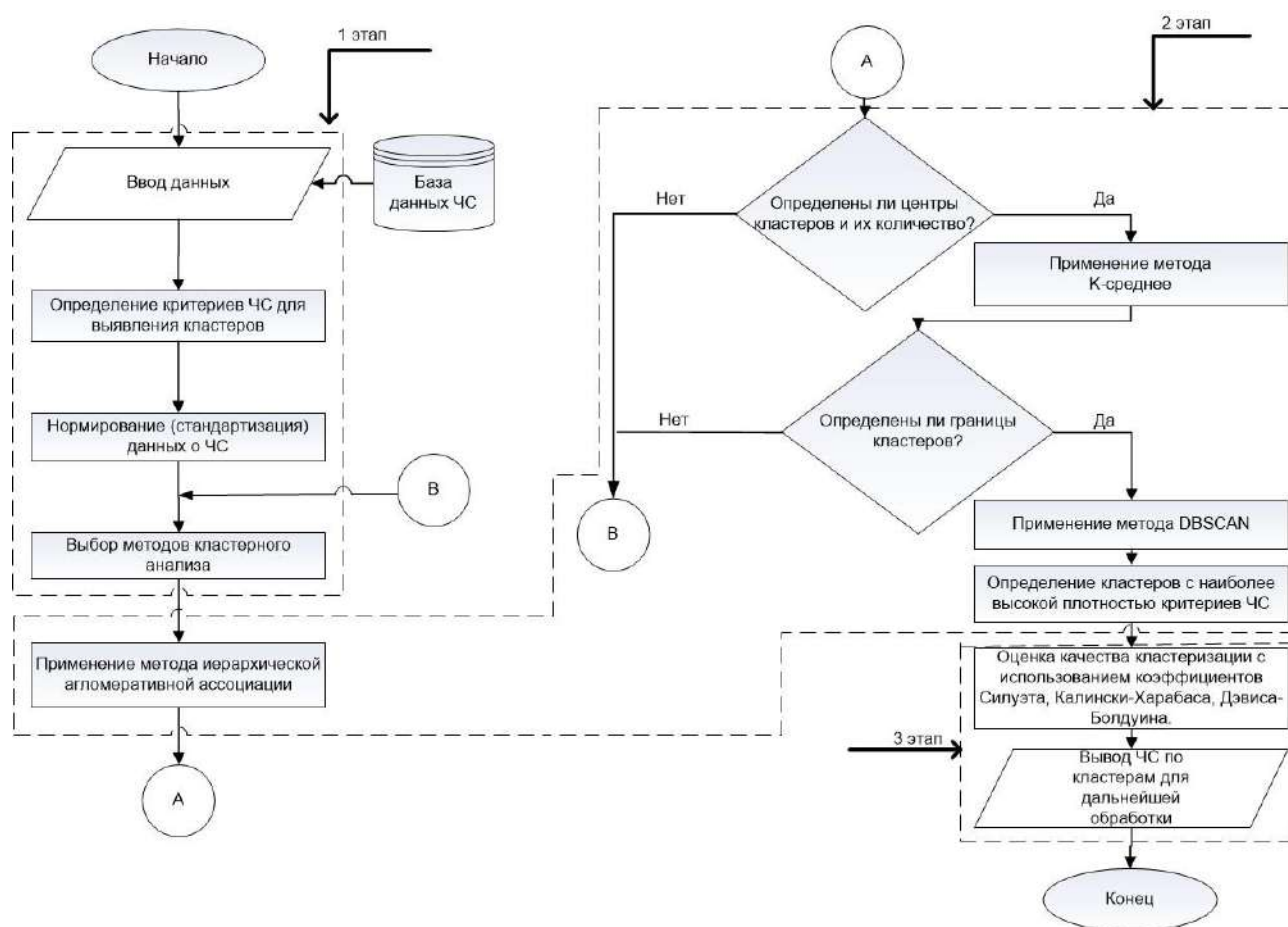 1 этап
Начало
Ввод данных
База
данных ЧС
Определение критериев ЧС для
выявления кластеров
Нормирование (стандартизация)
данных о ЧС
В
Выбор методов кластерного
анализа
Применение метода иерархической
агломеративной ассоциации
А
2 этап
А
Определены ли центры
кластеров и их количество?
Нет
Да
Применение метода
К-среднее
Определены ли границы
кластеров?
Нет
Да
В
Применение метода DBSCAN
Определение кластеров с наиболее
высокой плотностью критериев ЧС
Оценка качества кластеризации с
использованием коэффициентов
Силуэта, Калински-Харабаса, Дэвиса-
Болдуина.
3 этап
Вывод ЧС по
кластерам для
дальнейшей
обработки
Конец